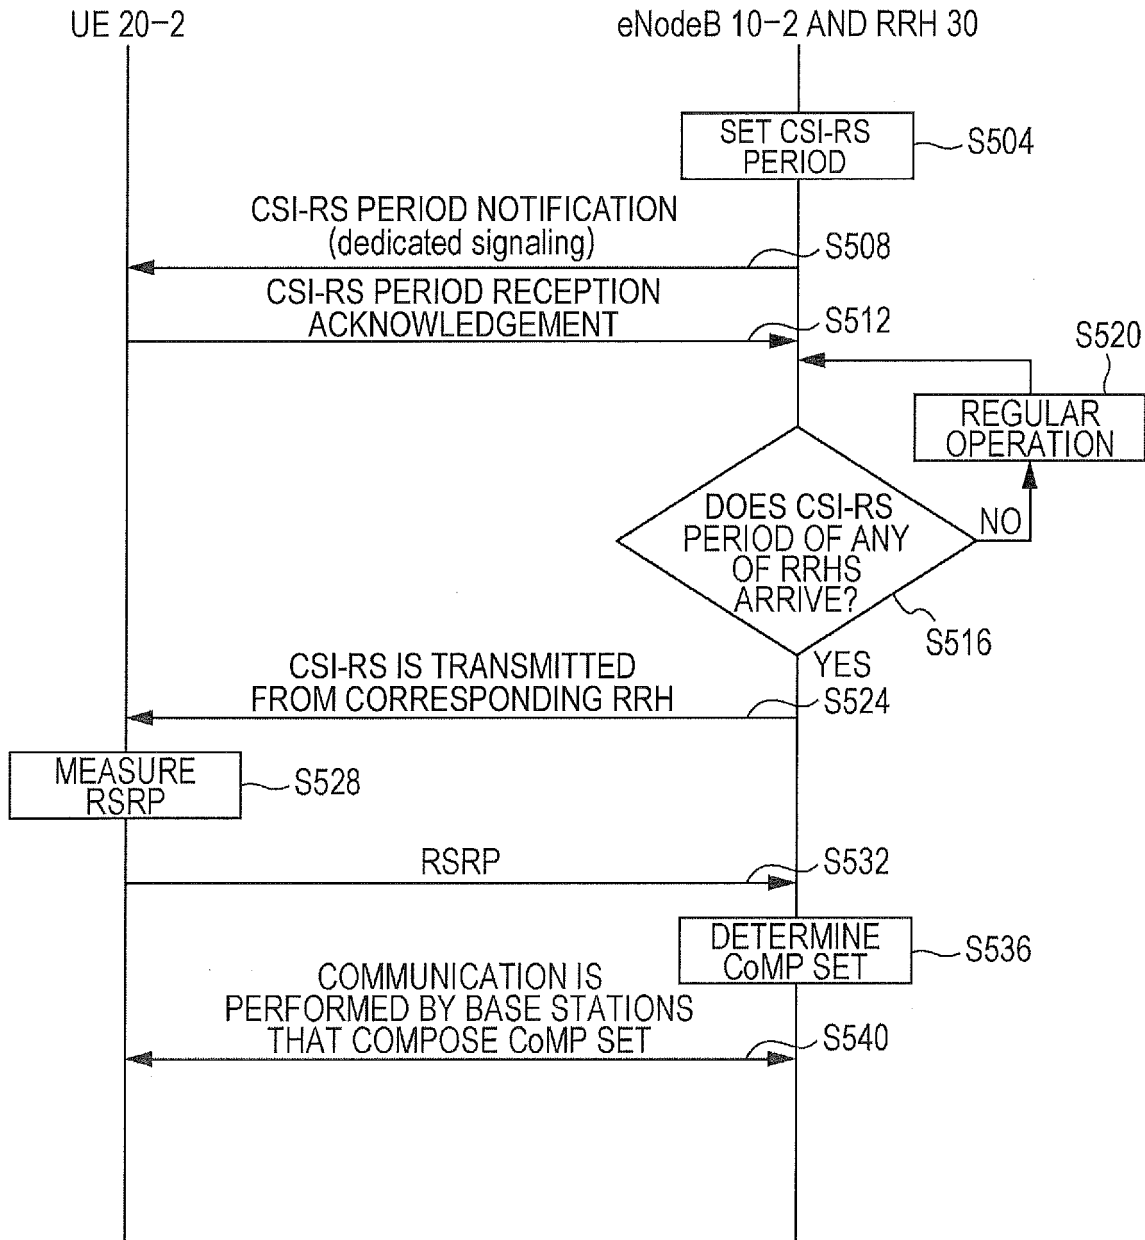 UE 20-2
eNodeB 10-2 AND RRH 30
SET CSI-RS
PERIOD
S504
CSI-RS PERIOD NOTIFICATION
(dedicated signaling)
S508
CSI-RS PERIOD RECEPTION
ACKNOWLEDGEMENT
S512
S520
REGULAR
OPERATION
DOES CSI-RS
PERIOD OF ANY
OF RRHS
ARRIVE?
NO
S516
YES
CSI-RS IS TRANSMITTED
FROM CORRESPONDING RRH
S524
MEASURE
RSRP
S528
RSRP
S532
DETERMINE
CoMP SET
S536
COMMUNICATION IS
PERFORMED BY BASE STATIONS
THAT COMPOSE CoMP SET
S540